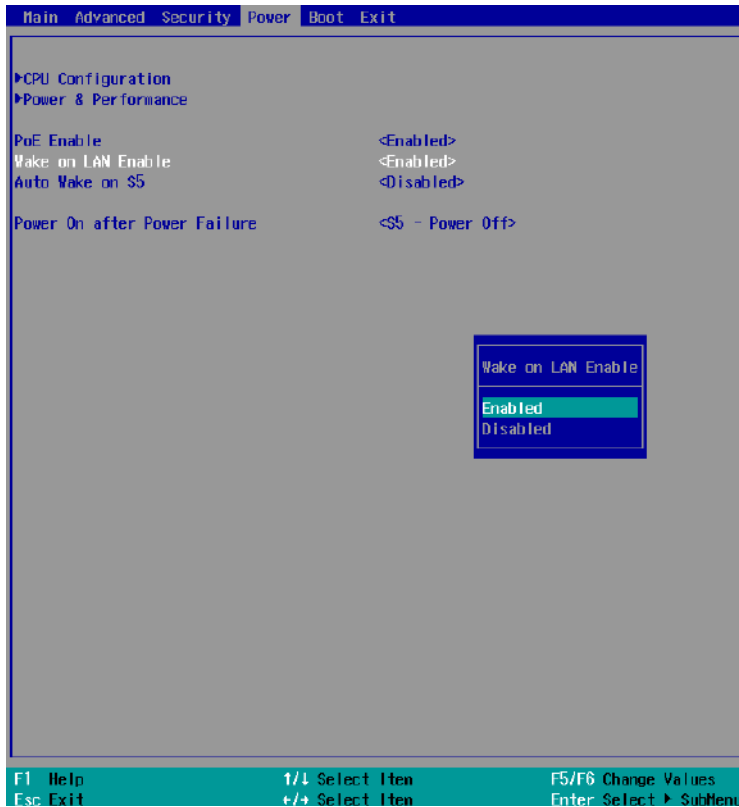 Main Advanced Security Power Boot Exit
▶CPU Configuration
▶Power & Performance
PoE Enable <Enabled>
Wake on LAN Enable <Enabled>
Auto Wake on S5 <Disabled>
Power On after Power Failure <S5 - Power Off>
Wake on LAN Enable
Enabled
Disabled
F1 Help ↑/↓ Select Item F5/F6 Change Values
Esc Exit ←/→ Select Item Enter Select ▶ SubMenu